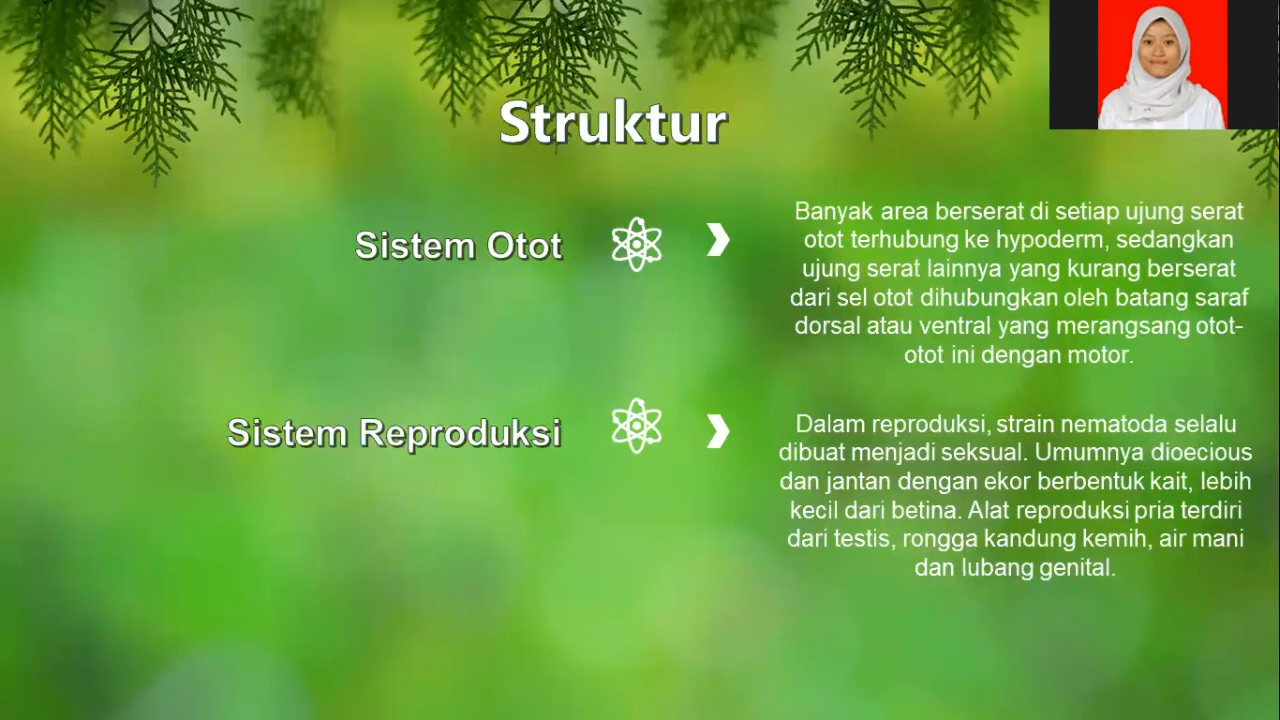 Struktur
Sistem Otot
Banyak area berserat di setiap ujung serat
otot terhubung ke hypoderm, sedangkan
ujung serat lainnya yang kurang berserat
dari sel otot dihubungkan oleh batang saraf
dorsal atau ventral yang merangsang otot-
otot ini dengan motor.
Sistem Reproduksi
Dalam reproduksi, strain nematoda selalu
dibuat menjadi seksual. Umumnya dioecious
dan jantan dengan ekor berbentuk kait, lebih
kecil dari betina. Alat reproduksi pria terdiri
dari testis, rongga kandung kemih, air mani
dan lubang genital.